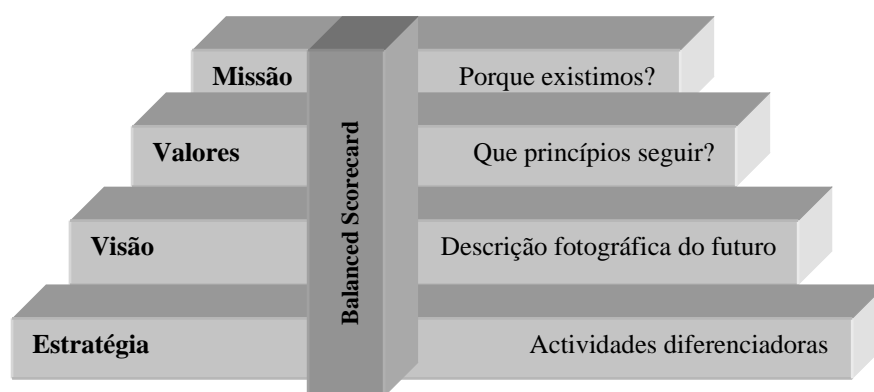 Missão Porque existimos?
Valores Que princípios seguir?
Visão Descrição fotográfica do futuro
Estratégia Actividades diferenciadoras
Balanced Scorecard